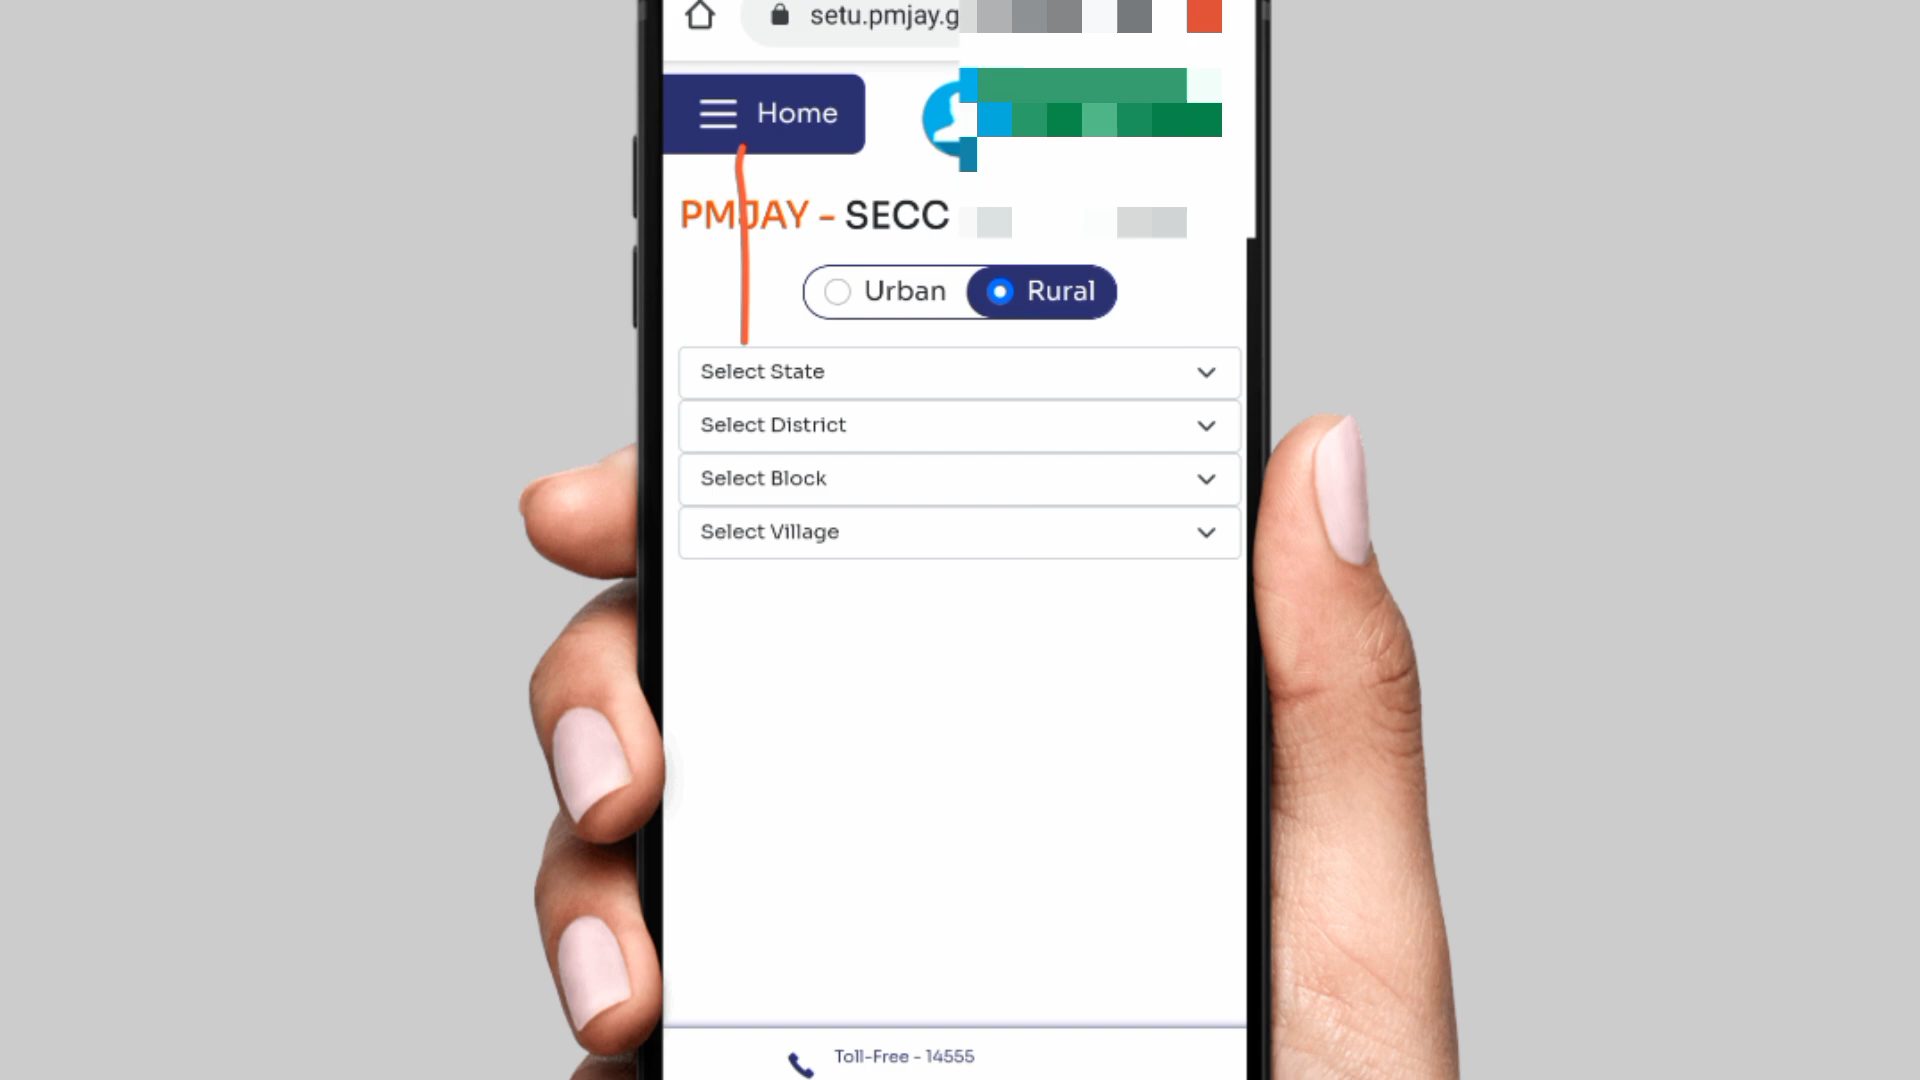 setu.pmjay.g
Home
PMJAY - SECC
Urban Rural
Select State
Select District
Select Block
Select Village
Toll-Free - 14555